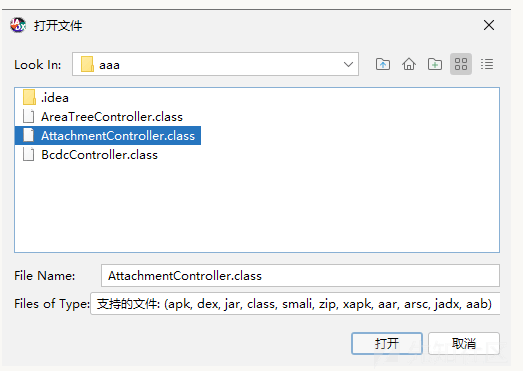 打开文件
Look In:
aaa
.idea
AreaTreeController.class
AttachmentController.class
BcdcController.class
File Name:
AttachmentController.class
Files of Type:
支持的文件: (apk, dex, jar, class, smali, zip, xapk, aar, arsc, jadx, aab)
打开
取消